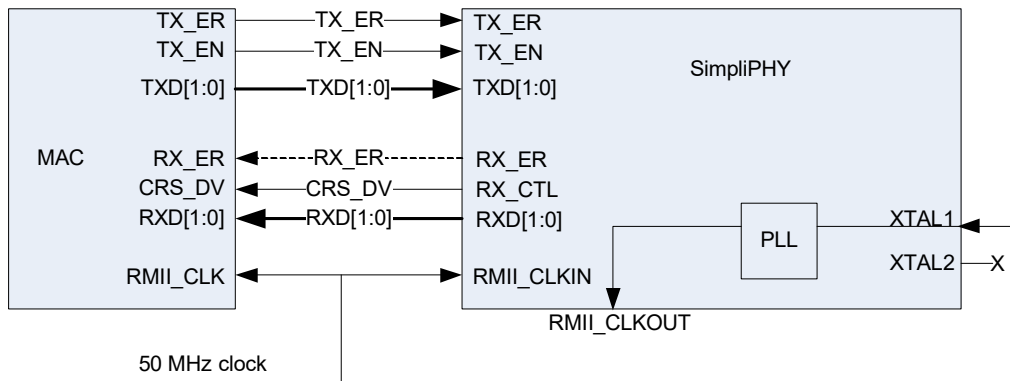 TX_ER TX_ER TX_ER
TX_EN TX_EN TX_EN
SimpliPHY
TXD[1:0] TXD[1:0] TXD[1:0]
MAC RX_ER RX_ER RX_ER
CRS_DV CRS_DV RX_CTL
RXD[1:0] RXD[1:0] RXD[1:0] XTAL1
PLL
XTAL2 X
RMII_CLK RMII_CLKIN
RMII_CLKOUT
50 MHz clock